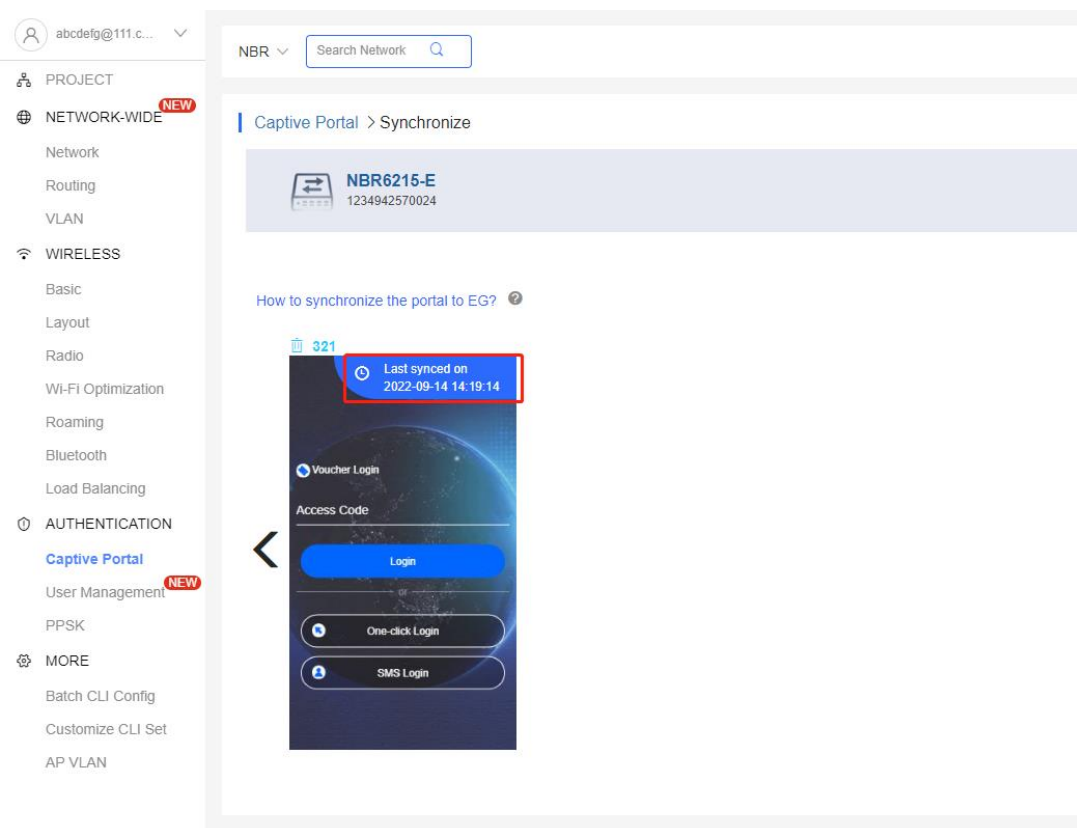 abcdefg@111.c...
PROJECT
NETWORK-WIDE
NEW
Network
Routing
VLAN
WIRELESS
Basic
Layout
Radio
Wi-Fi Optimization
Roaming
Bluetooth
Load Balancing
AUTHENTICATION
Captive Portal
User Management
NEW
PPSK
MORE
Batch CLI Config
Customize CLI Set
AP VLAN
NBR
Search Network
Captive Portal > Synchronize
NBR6215-E
1234942570024
How to synchronize the portal to EG? ?
321
Last synced on
2022-09-14 14:19:14
Voucher Login
Access Code
Login
or
One-click Login
SMS Login